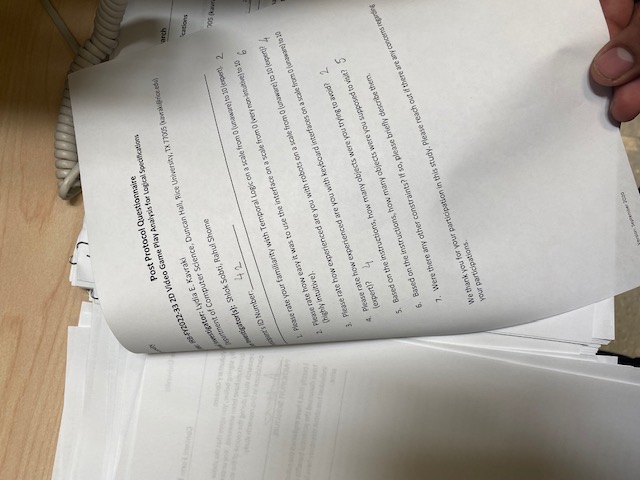 Post Protocol Questionnaire
IRB-FY2022-33 2D Video Game Play Analysis for Logical Specifications
Investigator: Lydia E. Kavraki
Department of Computer Science, Duncan Hall, Rice University, TX 77005 (kavraki@rice.edu)
Investigator(s): Shlok Sobti, Rahul Shome
Participant's ID Number: 42
1. Please rate your familiarity with Temporal Logic on a scale from 0 (unaware) to 10 (expert). 2
2. Please rate how easy it was to use the interface on a scale from 0 (very non-intuitive) to 10
(highly intuitive). 6
3. Please rate how experienced are you with robots on a scale from 0 (unaware) to 10 (expert)? 4
4. Please rate how experienced are you with keyboard interfaces on a scale from 0 (unaware) to 10
(expert)? 4
5. Based on the instructions, how many objects were you trying to avoid? 2
6. Based on the instructions, how many objects were you supposed to visit? 5
7. Were there any other constraints? If so, please briefly describe them.
We thank you for your participation in this study. Please reach out if there are any concerns regarding
your participations.
Version: September 2020
arch
ications
005 (kavra